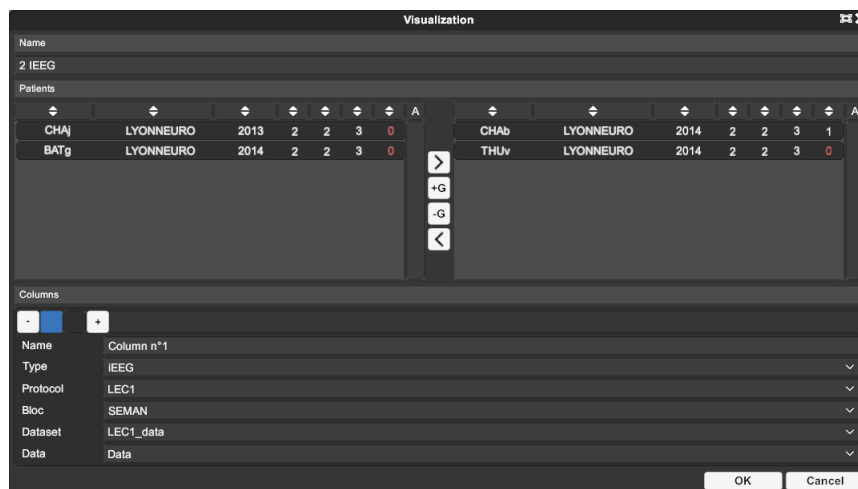 Visualization
Name
2 IEEG
Patients
A
A
CHAj LYONNEURO 2013 2 2 3 0
CHAb LYONNEURO 2014 2 2 3 1
BATg LYONNEURO 2014 2 2 3 0
THUv LYONNEURO 2014 2 2 3 0
>
+G
-G
<
Columns
- +
Name Column n°1
Type iEEG
Protocol LEC1
Bloc SEMAN
Dataset LEC1_data
Data Data
OK Cancel